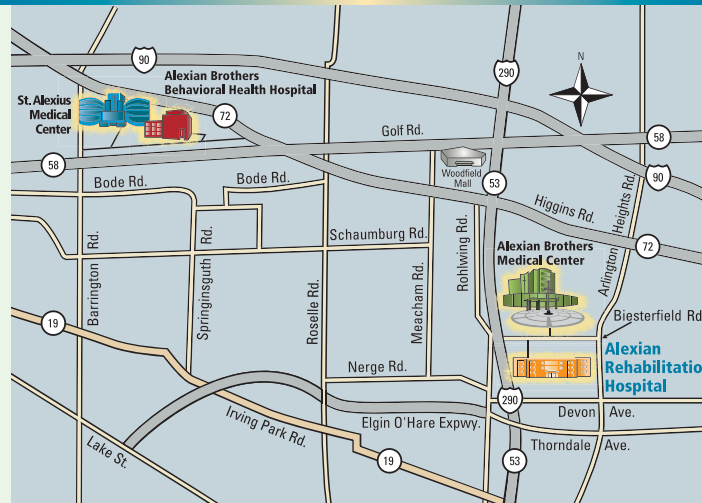 90
290
N
Alexian Brothers
Behavioral Health Hospital
St. Alexius
Medical
Center
72
Golf Rd.
58
58
Woodfield
Mall
53
90
Bode Rd.
Bode Rd.
Higgins Rd.
Arlington Heights Rd.
72
Schaumburg Rd.
Alexian Brothers
Medical Center
Barrington Rd.
Springinsguth Rd.
Roselle Rd.
Meacham Rd.
Rohlwing Rd.
19
Biesterfield Rd
Alexian
Rehabilitatio
Hospital
Nerge Rd.
290
Devon Ave.
Irving Park Rd.
Elgin O'Hare Expwy.
Thorndale Ave.
Lake St.
19
53